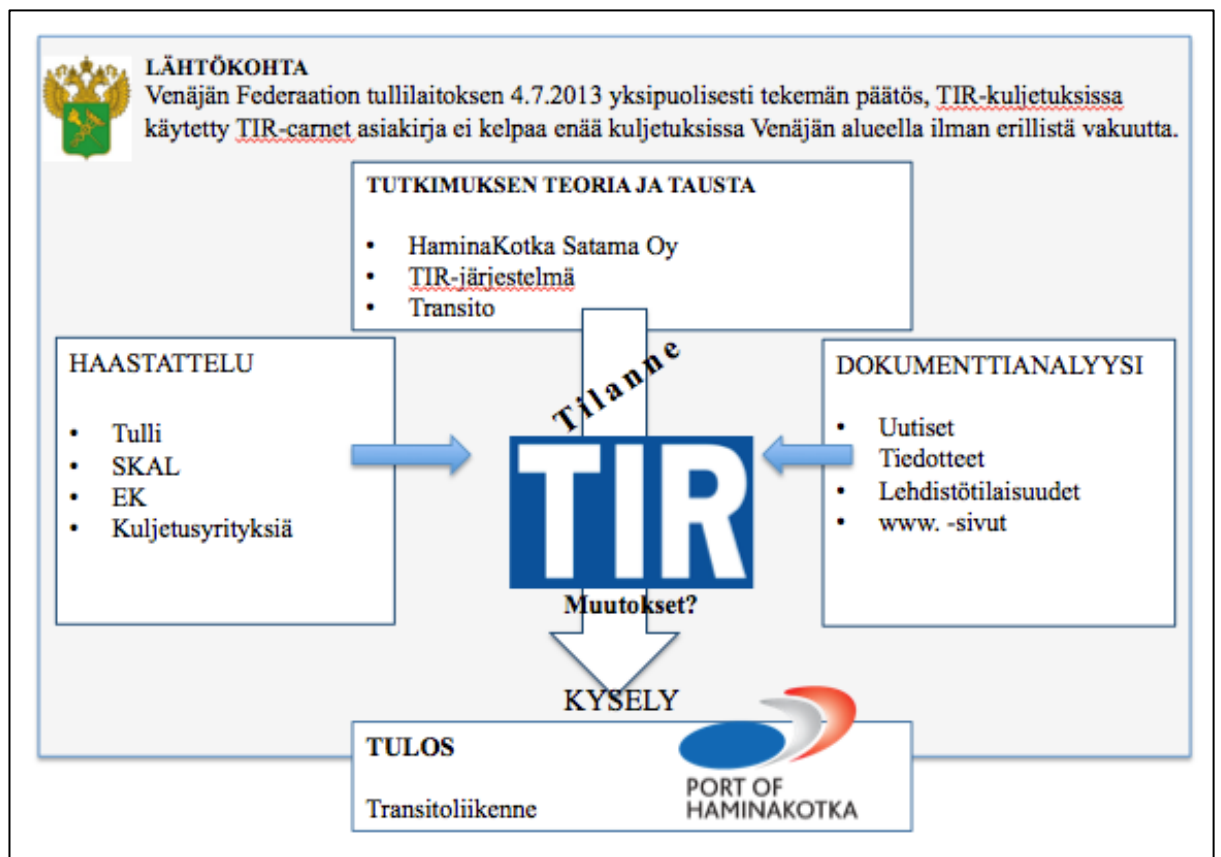 LÄHTÖKOHTA
Venäjän Federaation tullilaitoksen 4.7.2013 yksipuolisesti tekemän päätös, TIR-kuljetuksissa
käytetty TIR-carnet asiakirja ei kelpaa enää kuljetuksissa Venäjän alueella ilman erillistä vakuutta.
TUTKIMUKSEN TEORIA JA TAUSTA
• HaminaKotka Satama Oy
• TIR-järjestelmä
• Transito
HAASTATTELU
• Tulli
• SKAL
• EK
• Kuljetusyrityksiä
Tilanne
TIR
Muutokset?
DOKUMENTTIANALYYSI
• Uutiset
• Tiedotteet
• Lehdistötilaisuudet
• www. -sivut
KYSELY
TULOS
Transitoliikenne
PORT OF
HAMINAKOTKA